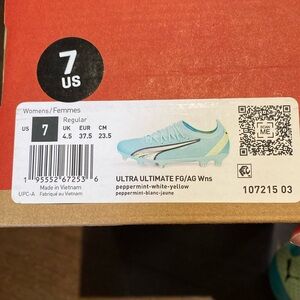 7
US
Womens/Femmes
Regular
US 7 UK EUR CM
4.5 37.5 23.5
1 95552 67253 6
Made in Vietnam
UPC-A Fabriqué au Vietnam
ULTRA ULTIMATE FG/AG Wns
peppermint-white-yellow
peppermint-blanc-jaune
107215 03
ME